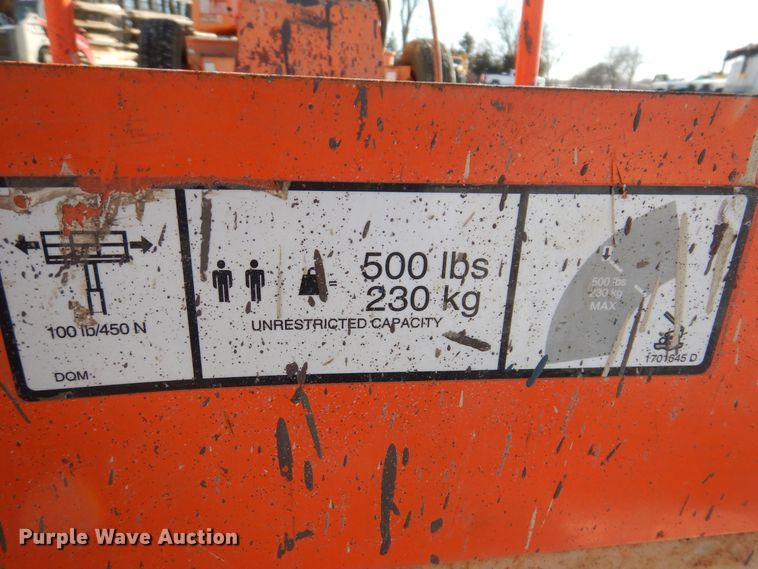 100 lb/450 N
DOM
500 lbs
= 230 kg
UNRESTRICTED CAPACITY
500 lbs
230 kg
MAX
1701645 D
Purple Wave Auction